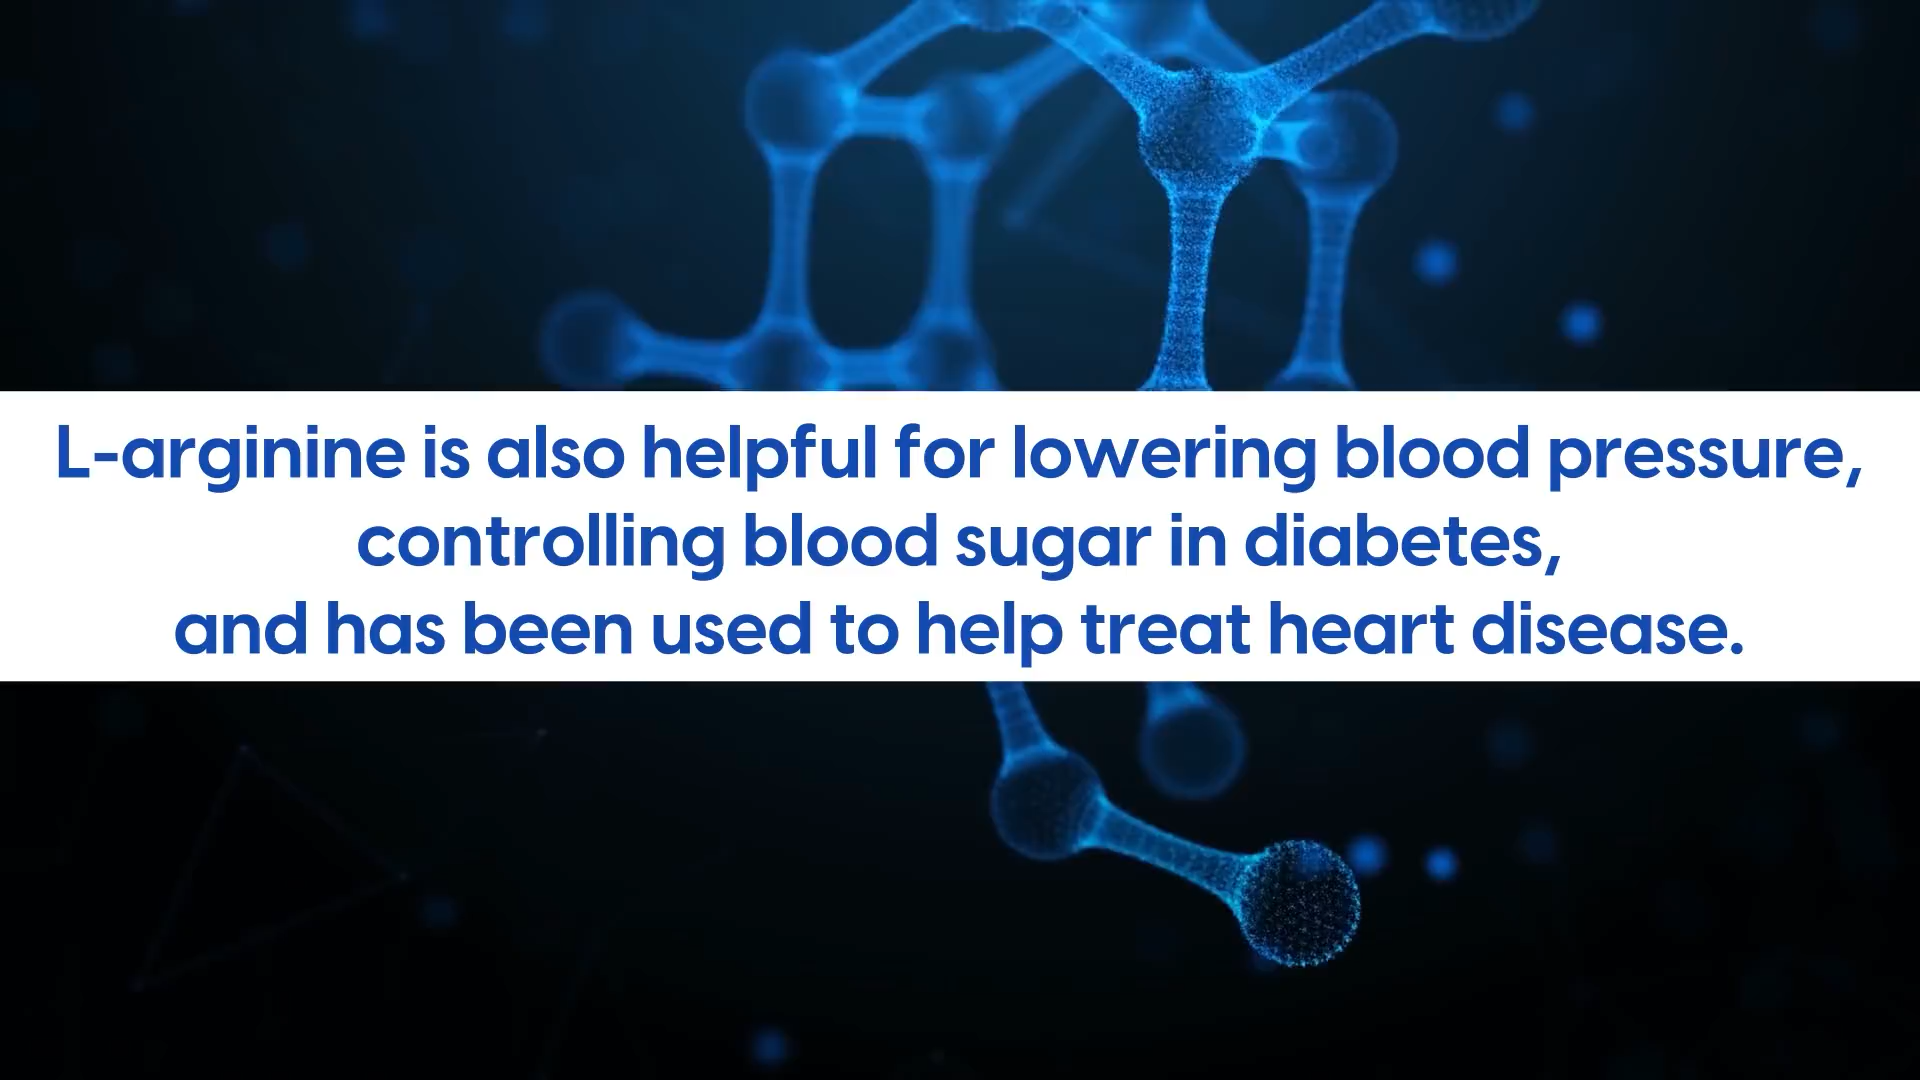 L-arginine is also helpful for lowering blood pressure,
controlling blood sugar in diabetes,
and has been used to help treat heart disease.